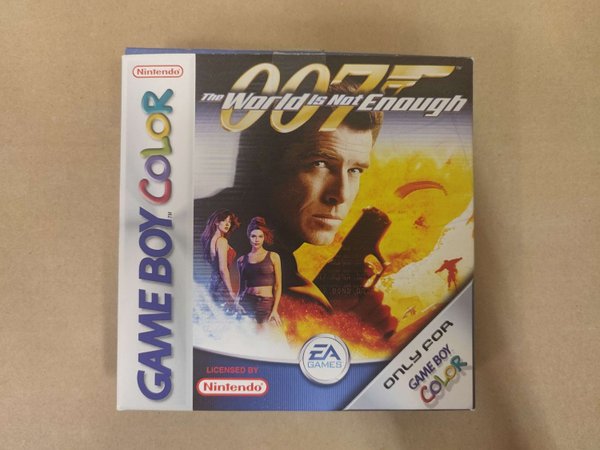 Nintendo
GAME BOY COLOR
TM
007
The World is Not Enough
EA
GAMES
LICENSED BY
Nintendo
ONLY FOR
GAME BOY
COLOR